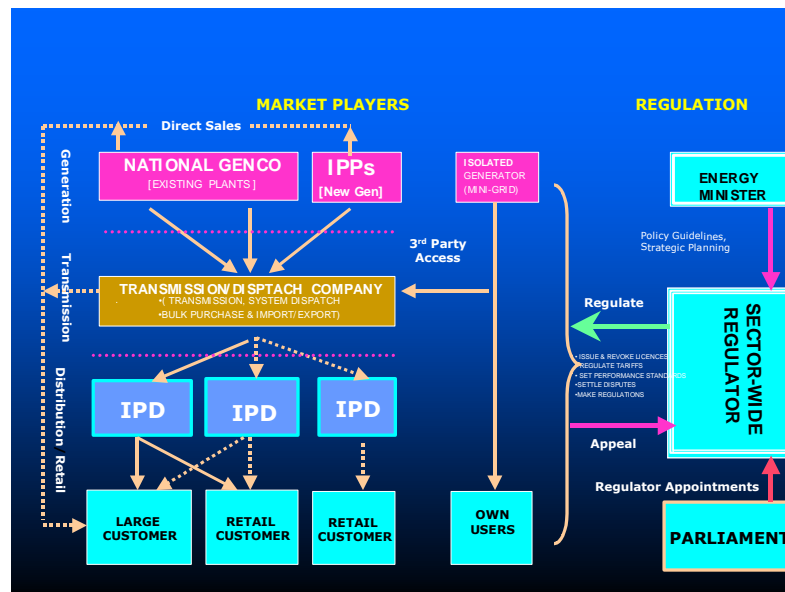 MARKET PLAYERS
REGULATION
Direct Sales
Generation
Transmission
Distribution / Retail
NATIONAL GENCO
[EXISTING PLANTS]
IPPs
[New Gen]
ISOLATED
GENERATOR
(MINI-GRID)
ENERGY
MINISTER
Policy Guidelines,
Strategic Planning
3rd Party
Access
TRANSMISSION/DISPTACH COMPANY
•( TRANSMISSION, SYSTEM DISPATCH
•BULK PURCHASE & IMPORT/EXPORT)
Regulate
SECTOR-WIDE
REGULATOR
• ISSUE & REVOKE LICENCES
REGULATE TARIFFS
• SET PERFORMANCE STANDARDS
•SETTLE DISPUTES
•MAKE REGULATIONS
IPD
IPD
IPD
Appeal
Regulator Appointments
LARGE
CUSTOMER
RETAIL
CUSTOMER
RETAIL
CUSTOMER
OWN
USERS
PARLIAMENT